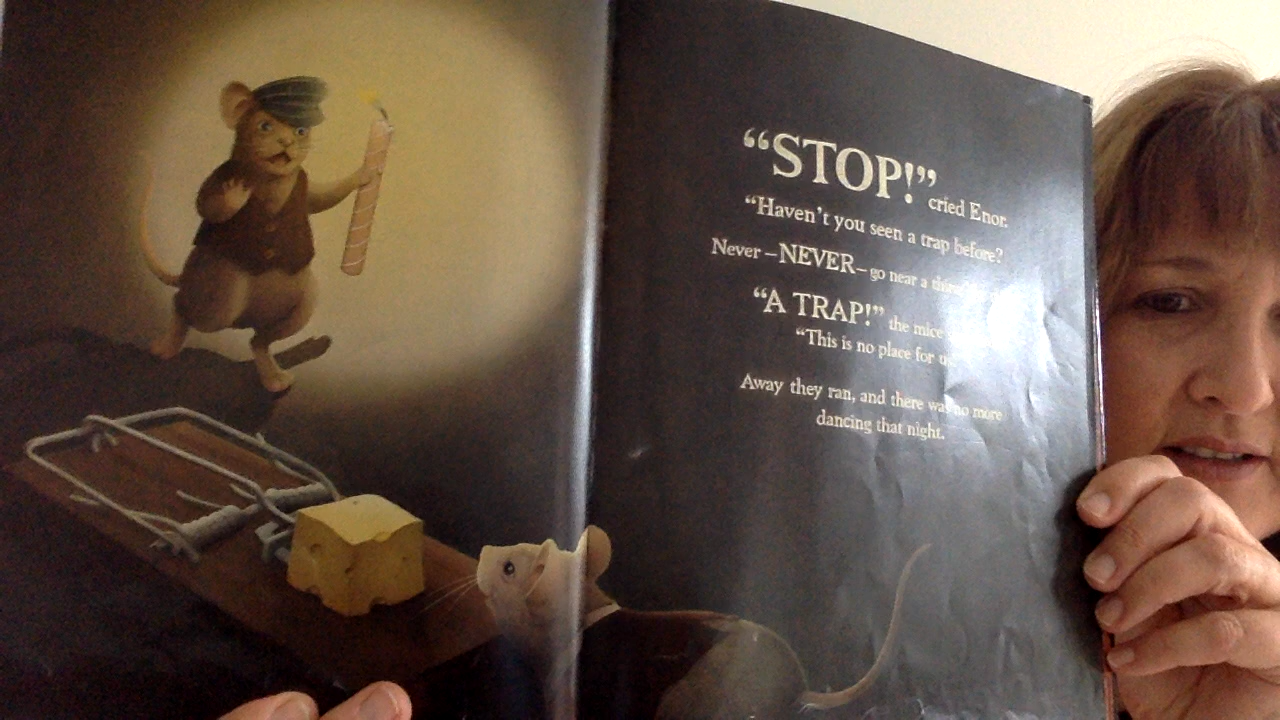 “STOP!” cried Enor.
“Haven’t you seen a trap before?
Never – NEVER – go near a
“A TRAP!” the mice
“This is no place for
Away they ran, and there was no more
dancing that night.